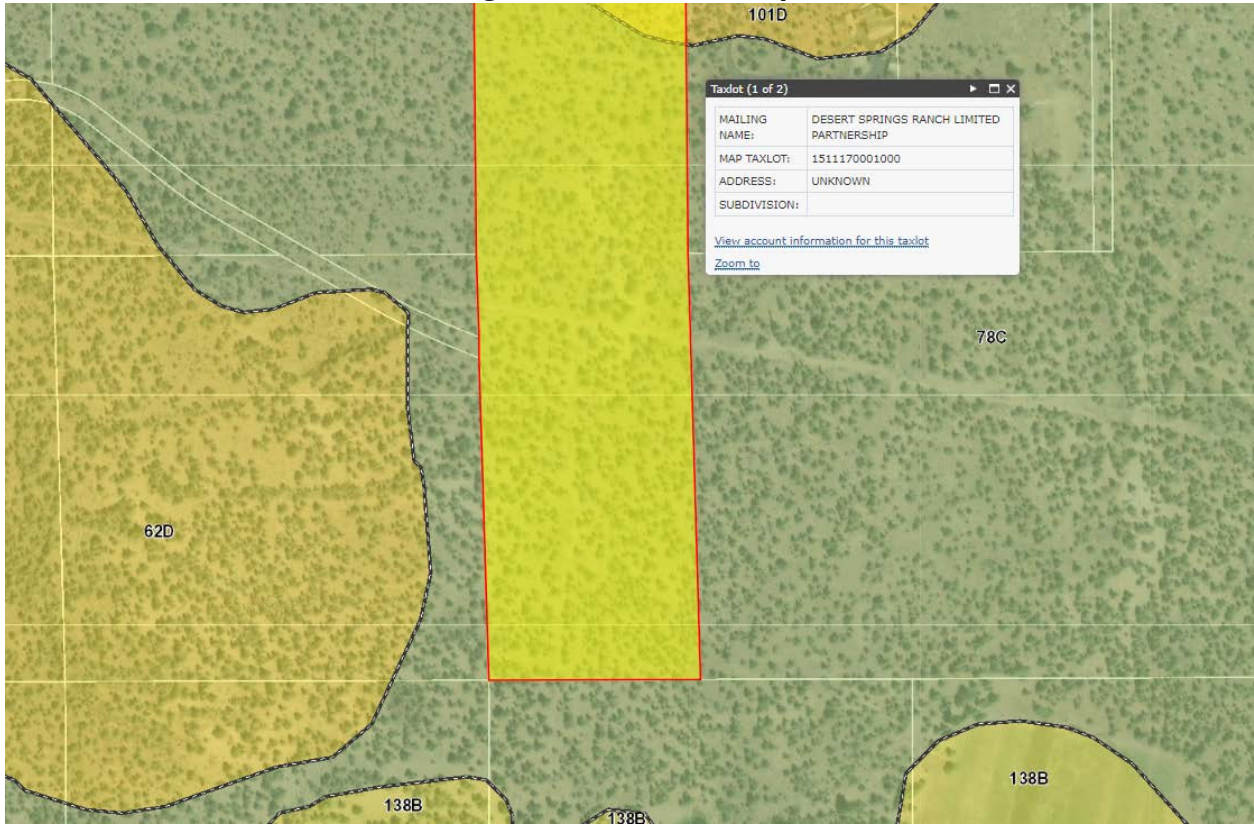 101D
Taxlot (1 of 2)
MAILING NAME: DESERT SPRINGS RANCH LIMITED PARTNERSHIP
MAP TAXLOT: 1511170001000
ADDRESS: UNKNOWN
SUBDIVISION:
View account information for this taxlot
Zoom to
78C
62D
138B
138B
138B